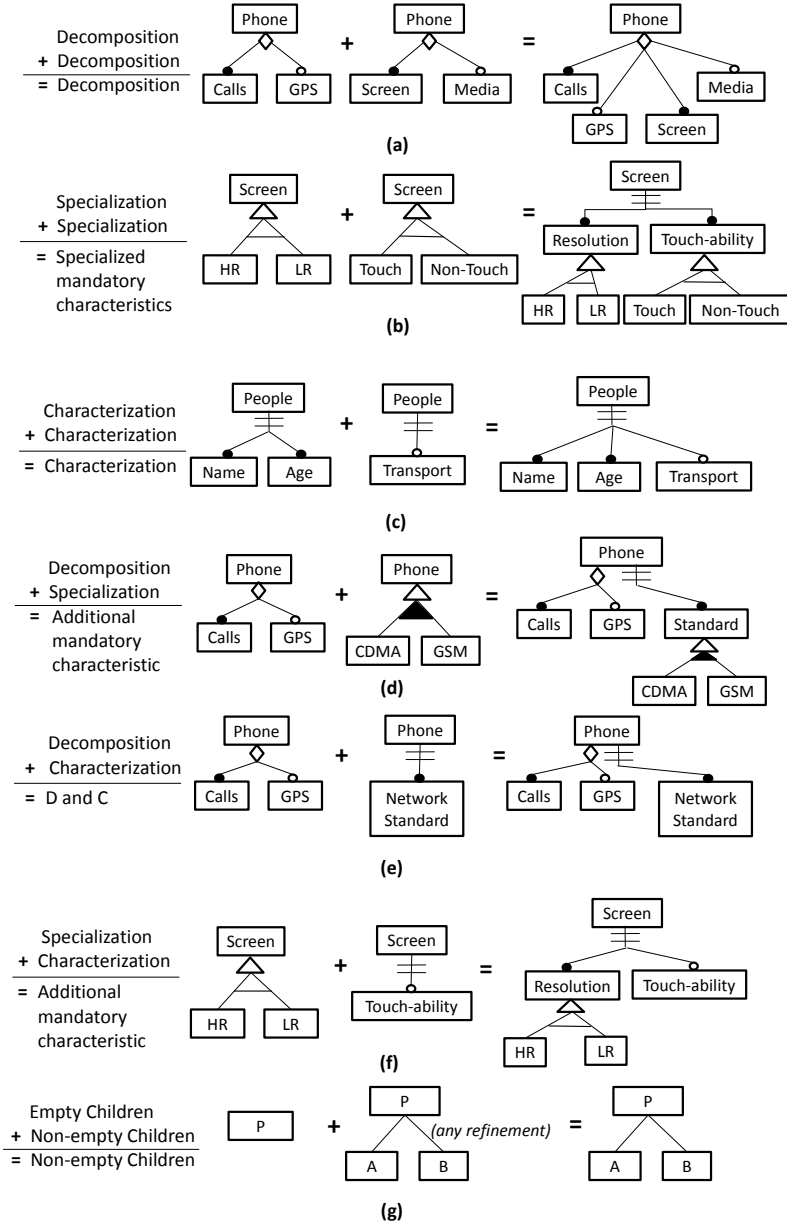 Decomposition
+ Decomposition
= Decomposition
Phone
Calls
GPS
+
Phone
Screen
Media
=
Phone
Calls
GPS
Screen
Media
(a)
Specialization
+ Specialization
= Specialized
mandatory
characteristics
Screen
HR
LR
+
Screen
Touch
Non-Touch
=
Screen
Resolution
Touch-ability
HR
LR
Touch
Non-Touch
(b)
Characterization
+ Characterization
= Characterization
People
Name
Age
+
People
Transport
=
People
Name
Age
Transport
(c)
Decomposition
+ Specialization
= Additional
mandatory
characteristic
Phone
Calls
GPS
+
Phone
CDMA
GSM
=
Phone
Calls
GPS
Standard
CDMA
GSM
(d)
Decomposition
+ Characterization
= D and C
Phone
Calls
GPS
+
Phone
Network
Standard
=
Phone
Calls
GPS
Network
Standard
(e)
Specialization
+ Characterization
= Additional
mandatory
characteristic
Screen
HR
LR
+
Screen
Touch-ability
=
Screen
Resolution
Touch-ability
HR
LR
(f)
Empty Children
+ Non-empty Children
= Non-empty Children
P
+
P
A
B
(any refinement)
=
P
A
B
(g)